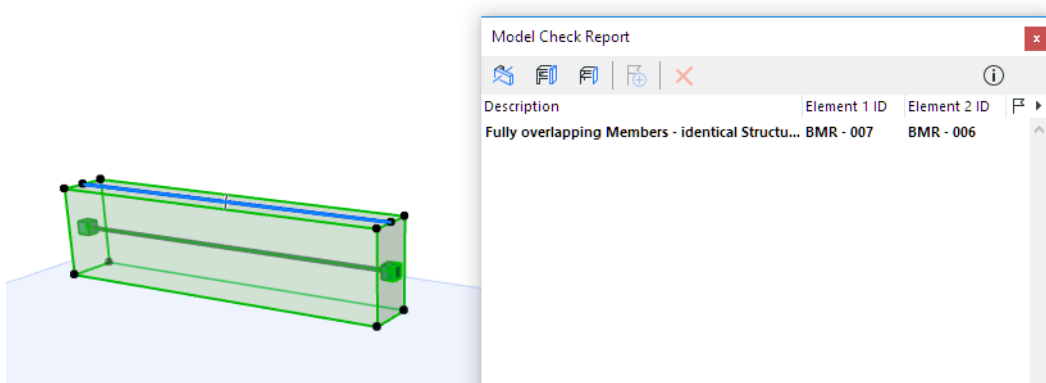 Model Check Report
Description Element 1 ID Element 2 ID
Fully overlapping Members - identical Structu... BMR - 007 BMR - 006